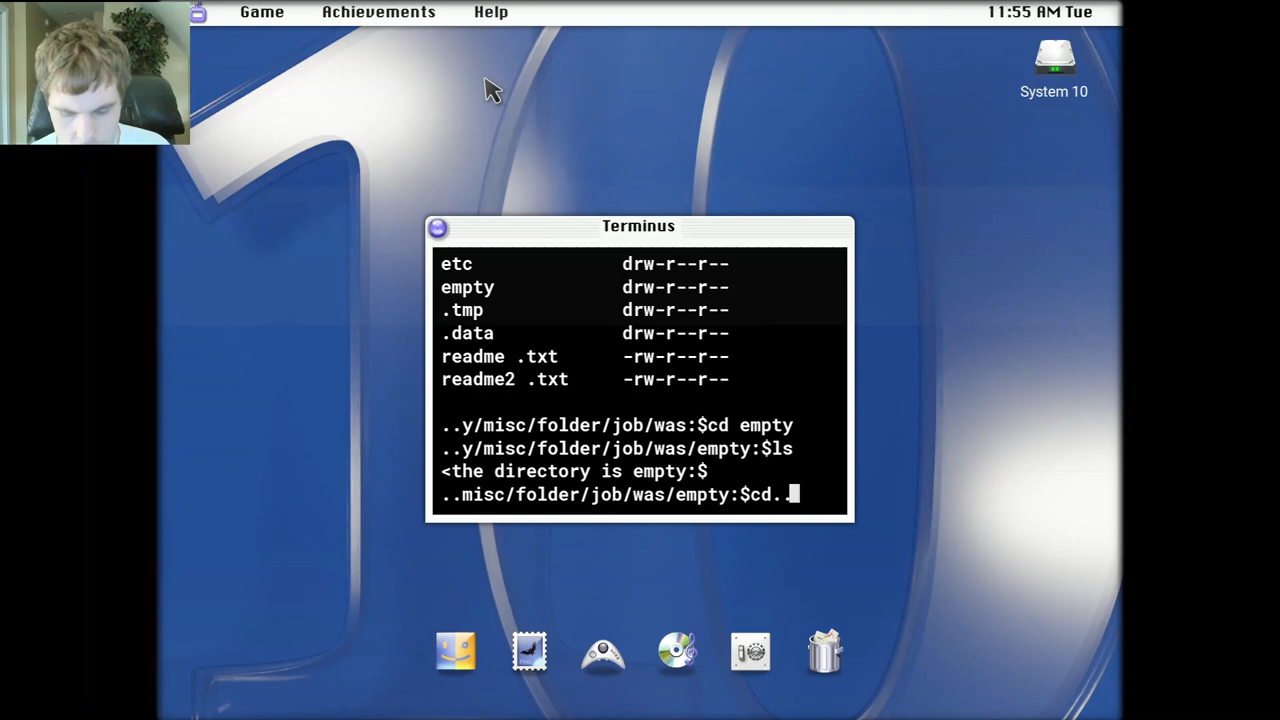 Game Achievements Help 11:55 AM Tue
System 10
Terminus
etc drw-r--r--
empty drw-r--r--
.tmp drw-r--r--
.data drw-r--r--
readme .txt -rw-r--r--
readme2 .txt -rw-r--r--
..y/misc/folder/job/was:$cd empty
..y/misc/folder/job/was/empty:$ls
<the directory is empty:$
..misc/folder/job/was/empty:$cd..